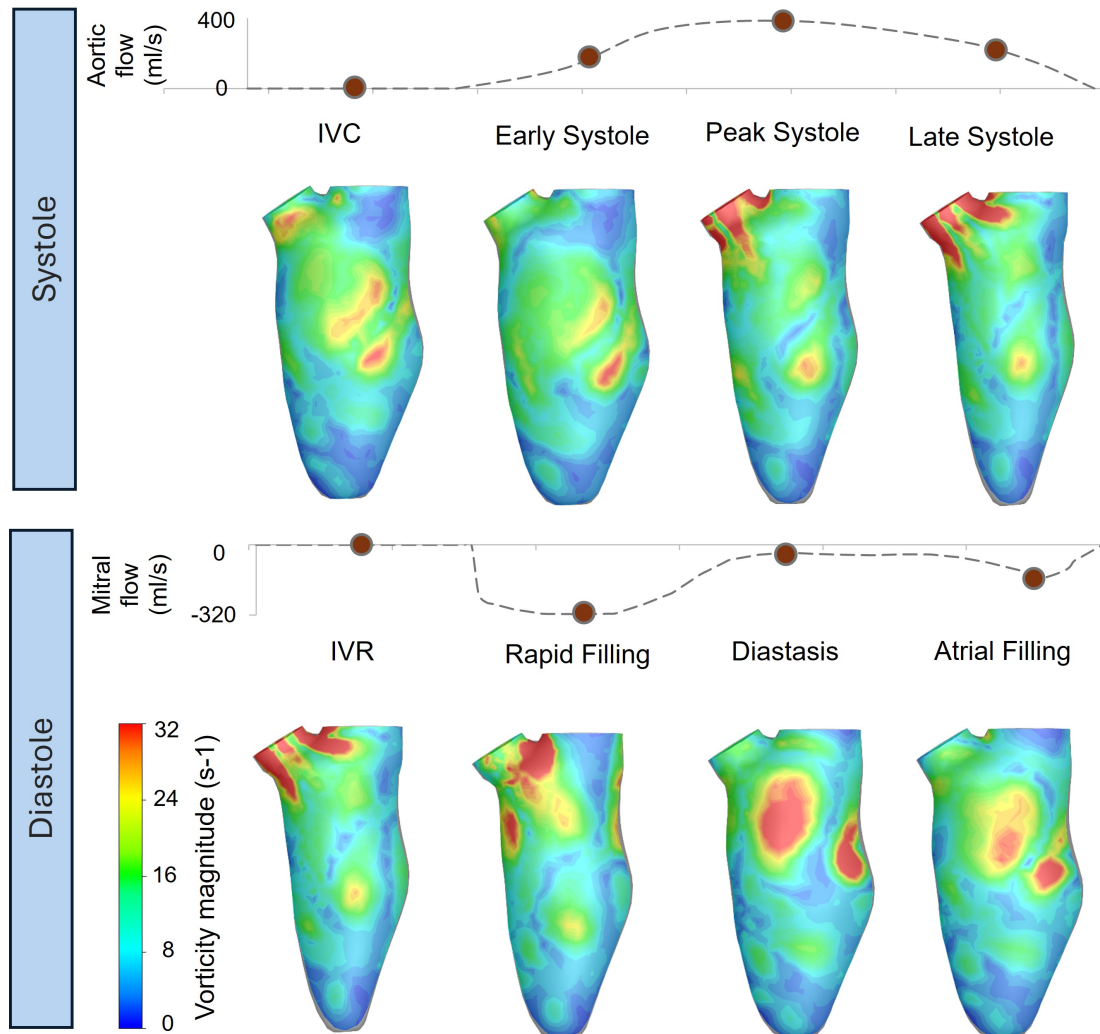 Systole
Aortic
flow
(ml/s)
400
0
IVC
Early Systole
Peak Systole
Late Systole
Diastole
Mitral
flow
(ml/s)
0
-320
IVR
Rapid Filling
Diastasis
Atrial Filling
32
24
16
8
0
Vorticity magnitude (s-1)